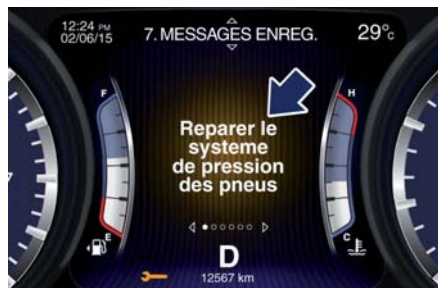 12:24 PM
02/06/15
7. MESSAGES ENREG.
29°c
F
H
Reparer le
systeme
de pression
des pneus
E
C
D
12567 km